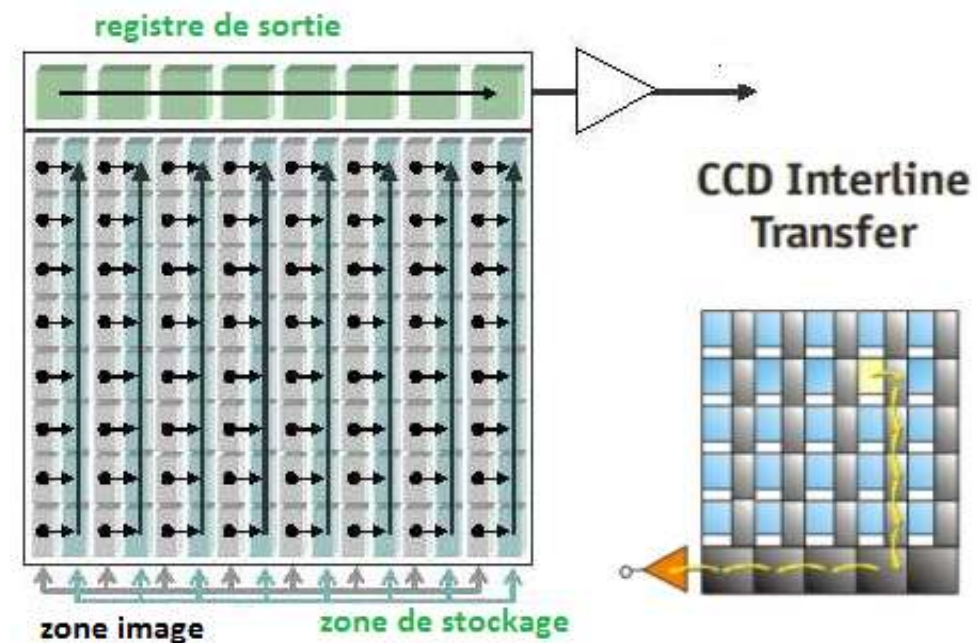 registre de sortie
CCD Interline
Transfer
zone image
zone de stockage